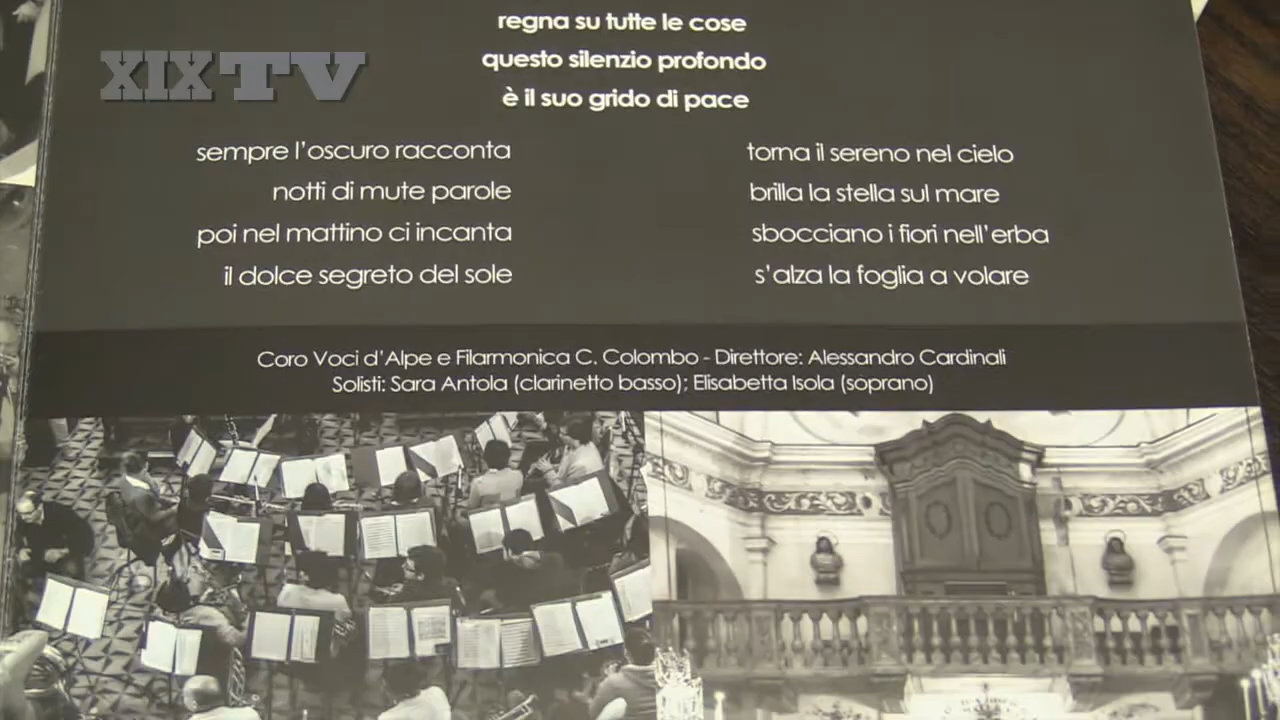 regna su tutte le cose
XIX TV
questo silenzio profondo
è il suo grido di pace
sempre l'oscuro racconta
notti di mute parole
poi nel mattino ci incanta
il dolce segreto del sole
torna il sereno nel cielo
brilla la stella sul mare
sbocciano i fiori nell'erba
s'alza la foglia a volare
Coro Voci d'Alpe e Filarmonica C. Colombo - Direttore: Alessandro Cardinali
Solisti: Sara Antola (clarinetto basso); Elisabetta Isola (soprano)